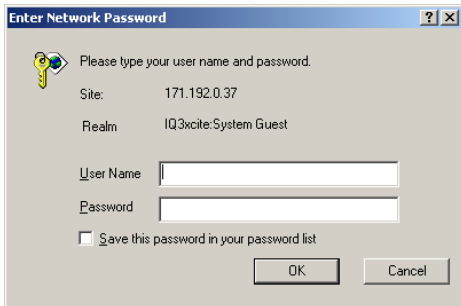 Enter Network Password
Please type your user name and password.
Site: 171.192.0.37
Realm IQ3xcite:System Guest
User Name
Password
Save this password in your password list
OK Cancel